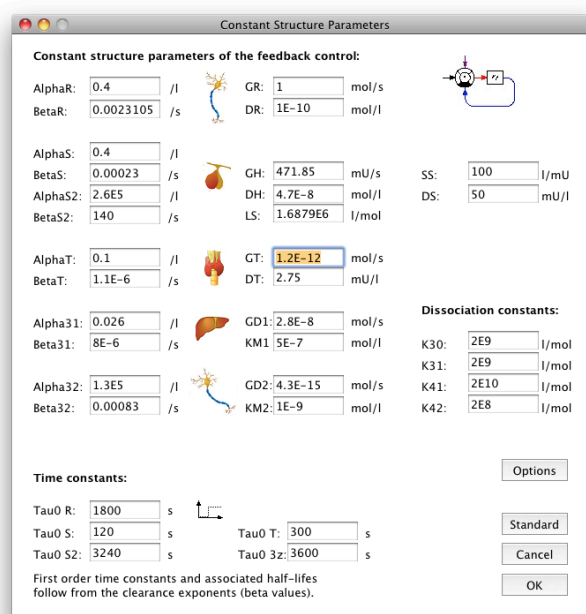 Constant Structure Parameters
Constant structure parameters of the feedback control:
AlphaR: 0.4 /l GR: 1 mol/s
BetaR: 0.0023105 /s DR: 1E-10 mol/l
AlphaS: 0.4 /l
BetaS: 0.00023 /s GH: 471.85 mU/s SS: 100 l/mU
AlphaS2: 2.6E5 /l DH: 4.7E-8 mol/l DS: 50 mU/l
BetaS2: 140 /s LS: 1.6879E6 l/mol
AlphaT: 0.1 /l GT: 1.2E-12 mol/s
BetaT: 1.1E-6 /s DT: 2.75 mU/l
Dissociation constants:
Alpha31: 0.026 /l GD1: 2.8E-8 mol/s
Beta31: 8E-6 /s KM1 5E-7 mol/l
K30: 2E9 l/mol
K31: 2E9 l/mol
Alpha32: 1.3E5 /l GD2: 4.3E-15 mol/s K41: 2E10 l/mol
Beta32: 0.00083 /s KM2: 1E-9 mol/l K42: 2E8 l/mol
Options
Time constants:
Tau0 R: 1800 s
Standard
Tau0 S: 120 s Tau0 T: 300 s
Tau0 S2: 3240 s Tau0 3z: 3600 s
Cancel
First order time constants and associated half-lifes
follow from the clearance exponents (beta values).
OK